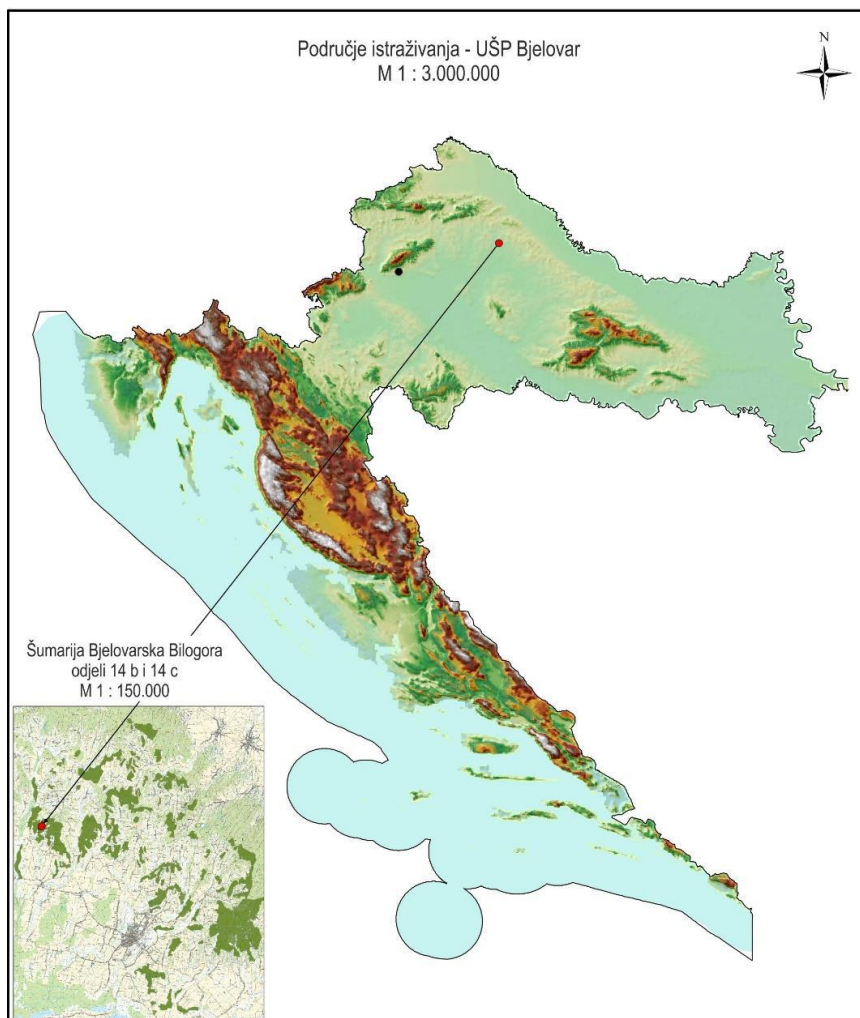 Područje istraživanja - UŠP Bjelovar
M 1 : 3.000.000
N
Šumarija Bjelovarska Bilogora
odjeli 14 b i 14 c
M 1 : 150.000